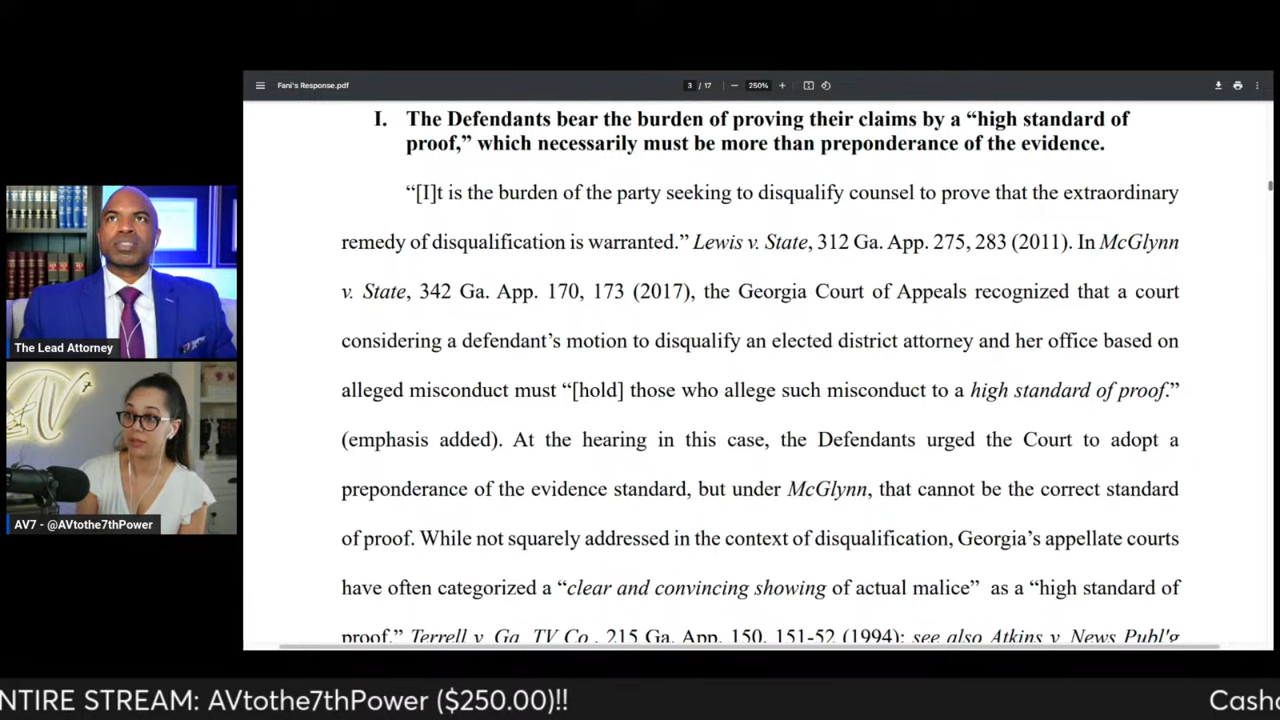 Fani's Response.pdf
3 / 17
250%
I. The Defendants bear the burden of proving their claims by a “high standard of
proof,” which necessarily must be more than preponderance of the evidence.
“[I]t is the burden of the party seeking to disqualify counsel to prove that the extraordinary
remedy of disqualification is warranted.” Lewis v. State, 312 Ga. App. 275, 283 (2011). In McGlynn
v. State, 342 Ga. App. 170, 173 (2017), the Georgia Court of Appeals recognized that a court
considering a defendant’s motion to disqualify an elected district attorney and her office based on
alleged misconduct must “[hold] those who allege such misconduct to a high standard of proof.”
(emphasis added). At the hearing in this case, the Defendants urged the Court to adopt a
preponderance of the evidence standard, but under McGlynn, that cannot be the correct standard
of proof. While not squarely addressed in the context of disqualification, Georgia’s appellate courts
have often categorized a “clear and convincing showing of actual malice” as a “high standard of
proof.” Terrell v. Ga. TV Co., 215 Ga. App. 150, 151-52 (1994); see also Atkins v. News Publ'g
The Lead Attorney
AV7
AV7 - @AVtothe7thPower
NTIRE STREAM: AVtothe7thPower ($250.00)!!
Casha